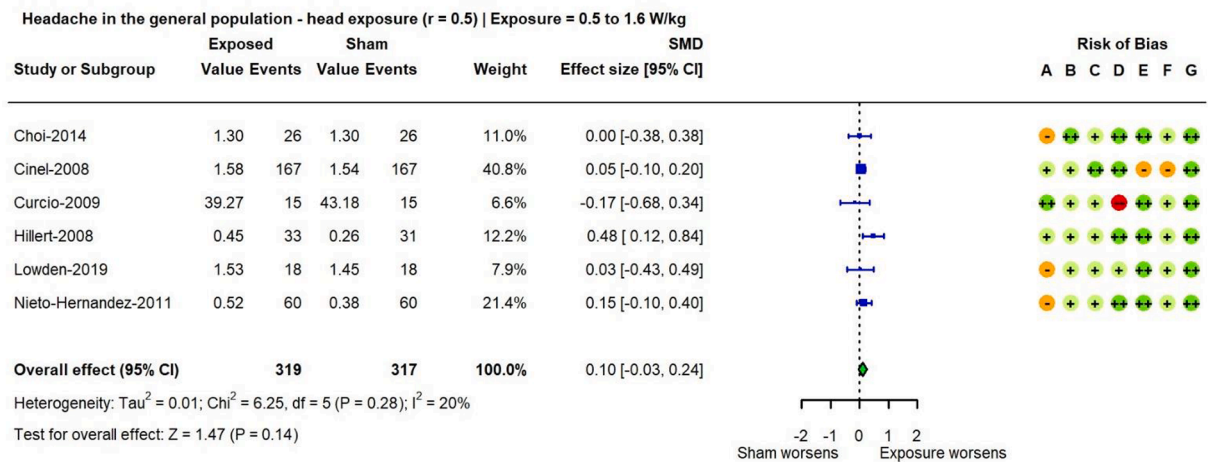 Headache in the general population - head exposure (r = 0.5) | Exposure = 0.5 to 1.6 W/kg
Exposed Sham SMD Risk of Bias
Study or Subgroup Value Events Value Events Weight Effect size [95% CI] A B C D E F G
Choi-2014 1.30 26 1.30 26 11.0% 0.00 [-0.38, 0.38] - ++ + ++ ++ + ++
Cinel-2008 1.58 167 1.54 167 40.8% 0.05 [-0.10, 0.20] + + ++ ++ - - ++
Curcio-2009 39.27 15 43.18 15 6.6% -0.17 [-0.68, 0.34] ++ + + -- ++ + ++
Hillert-2008 0.45 33 0.26 31 12.2% 0.48 [ 0.12, 0.84] + + + ++ ++ + ++
Lowden-2019 1.53 18 1.45 18 7.9% 0.03 [-0.43, 0.49] - + + + ++ + ++
Nieto-Hernandez-2011 0.52 60 0.38 60 21.4% 0.15 [-0.10, 0.40] - + + ++ ++ + ++
Overall effect (95% CI) 319 317 100.0% 0.10 [-0.03, 0.24]
Heterogeneity: Tau² = 0.01; Chi² = 6.25, df = 5 (P = 0.28); I² = 20%
Test for overall effect: Z = 1.47 (P = 0.14)
-2 -1 0 1 2
Sham worsens Exposure worsens